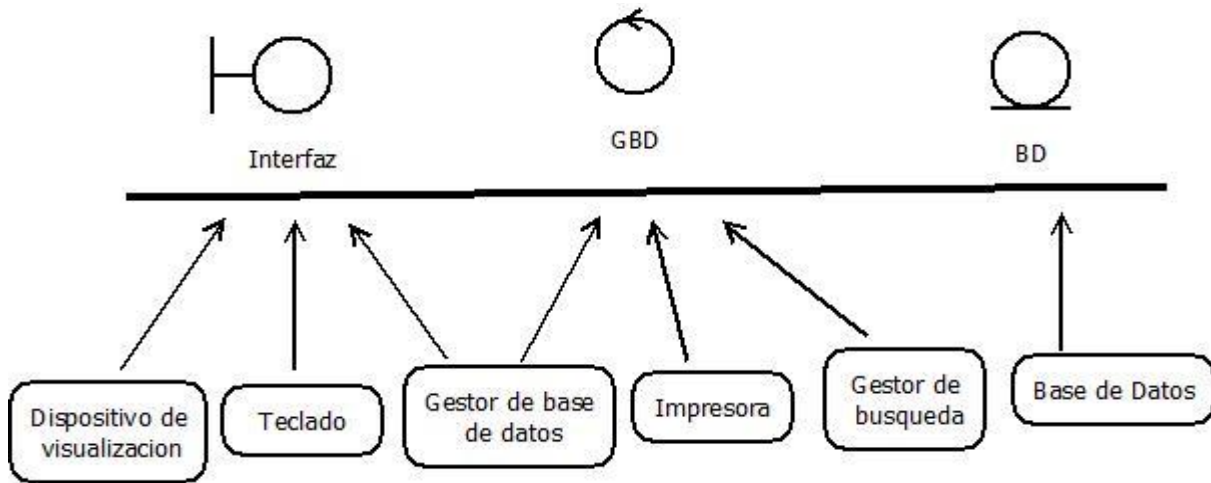 Interfaz
GBD
BD
Dispositivo de
visualizacion
Teclado
Gestor de base
de datos
Impresora
Gestor de
busqueda
Base de Datos